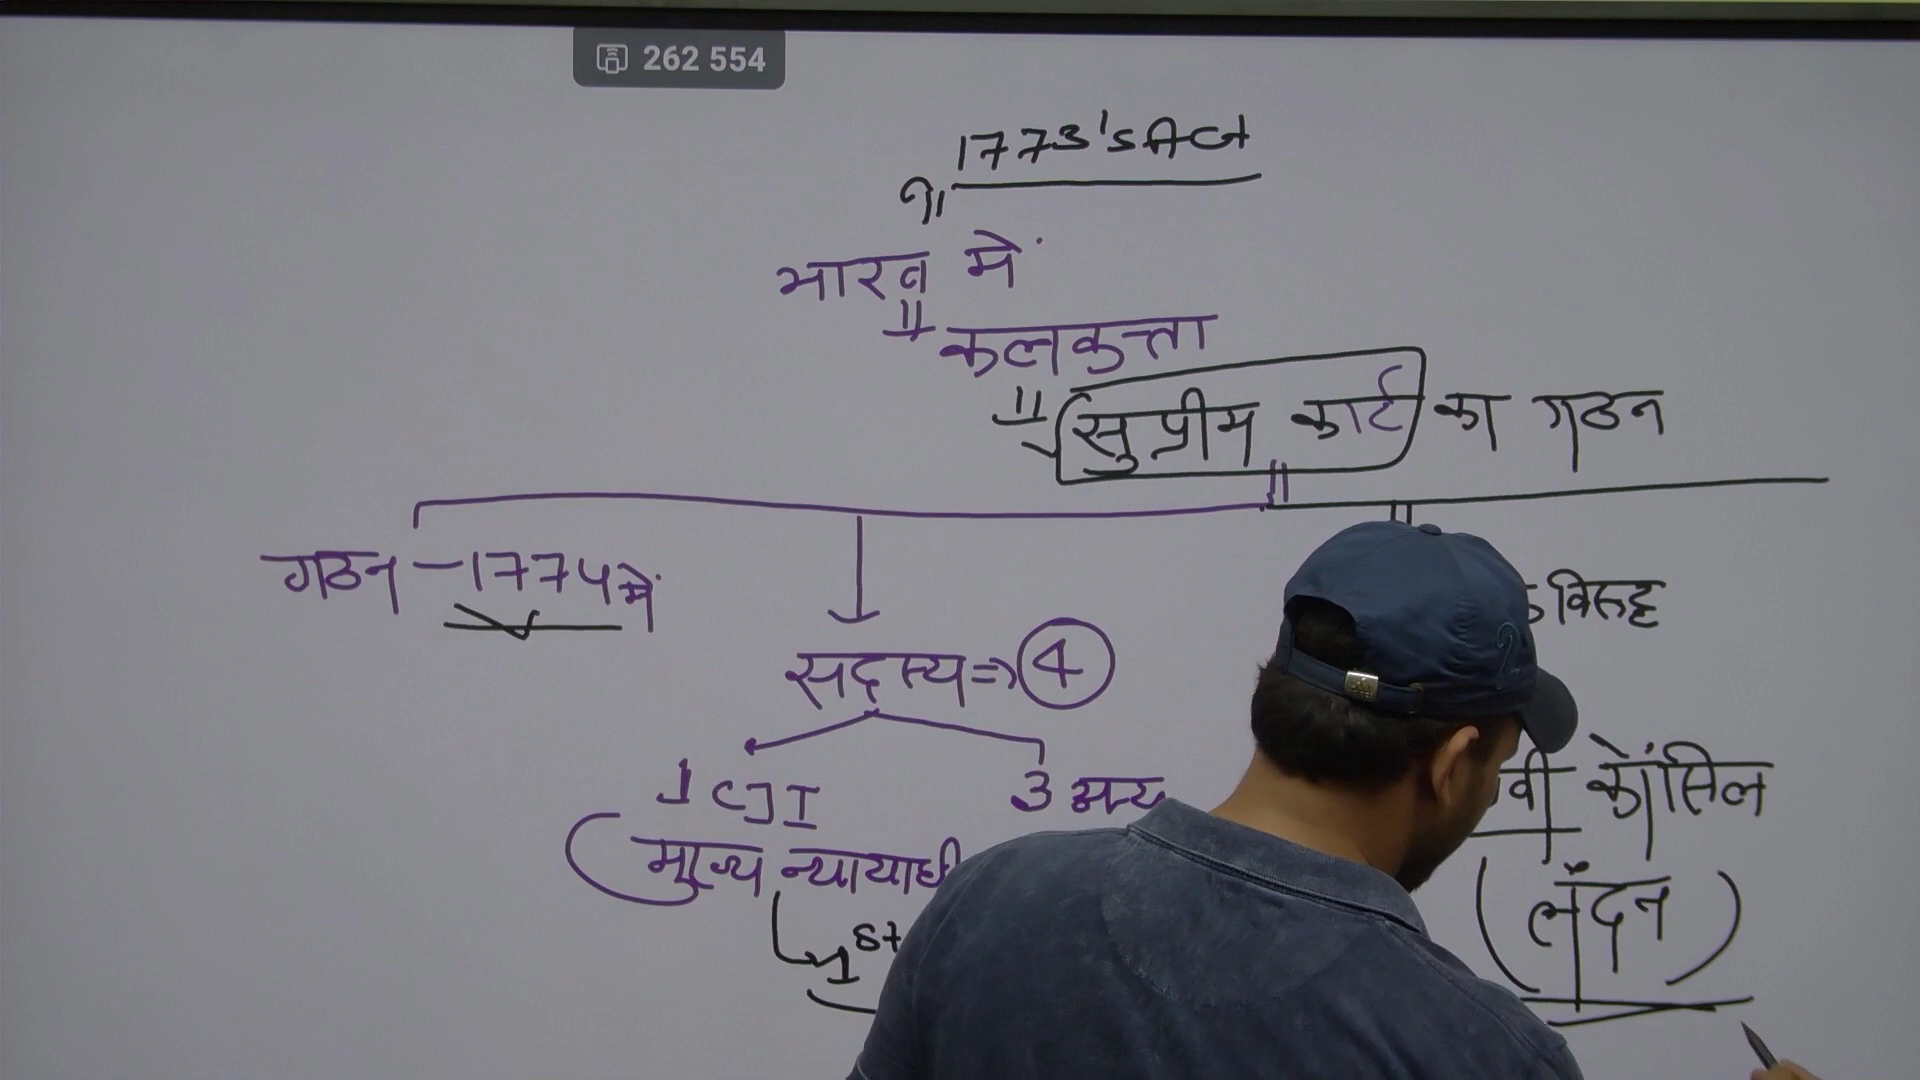 262 554
1773's Act
भारत में
कलकत्ता
सुप्रीम कार्ट का गठन
गठन - 1774 में
के विरुद्ध
सदस्य => 4
1 CJI
3 अन्य
(मुख्य न्यायाधी
1st
वी कौंसिल
(लंदन)